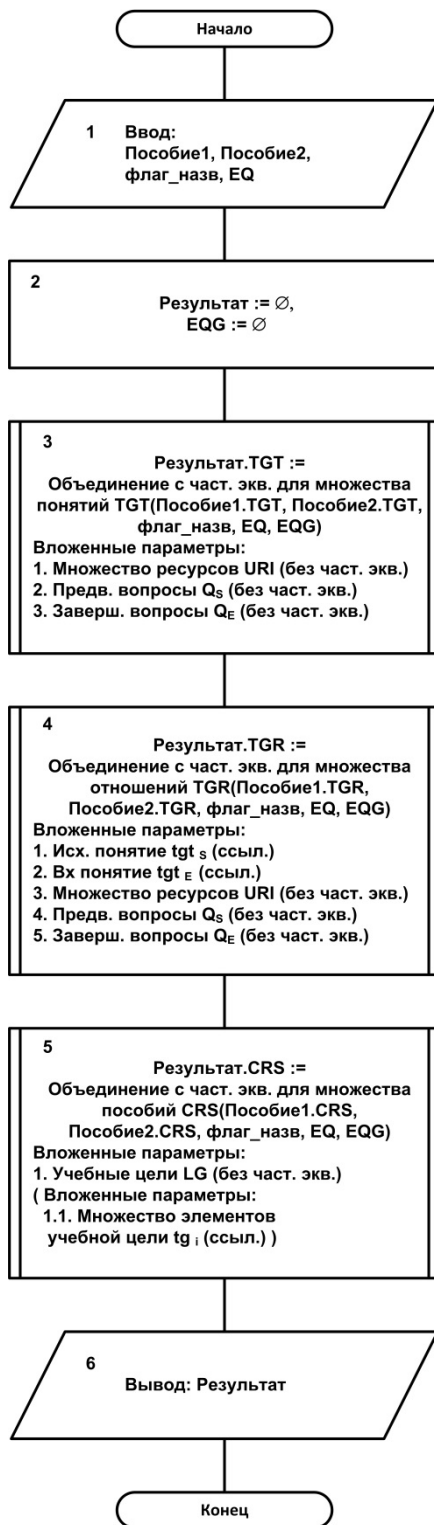 Начало
1 Ввод:
Пособие1, Пособие2,
флаг_назв, EQ
2
Результат := ∅,
EQG := ∅
3
Результат.TGT :=
Объединение с част. экв. для множества
понятий TGT(Пособие1.TGT, Пособие2.TGT,
флаг_назв, EQ, EQG)
Вложенные параметры:
1. Множество ресурсов URI (без част. экв.)
2. Предв. вопросы Q_S (без част. экв.)
3. Заверш. вопросы Q_E (без част. экв.)
4
Результат.TGR :=
Объединение с част. экв. для множества
отношений TGR(Пособие1.TGR,
Пособие2.TGR, флаг_назв, EQ, EQG)
Вложенные параметры:
1. Исх. понятие tgt _S (ссыл.)
2. Вх понятие tgt _E (ссыл.)
3. Множество ресурсов URI (без част. экв.)
4. Предв. вопросы Q_S (без част. экв.)
5. Заверш. вопросы Q_E (без част. экв.)
5
Результат.CRS :=
Объединение с част. экв. для множества
пособий CRS(Пособие1.CRS,
Пособие2.CRS, флаг_назв, EQ, EQG)
Вложенные параметры:
1. Учебные цели LG (без част. экв.)
( Вложенные параметры:
1.1. Множество элементов
учебной цели tg _i (ссыл.) )
6
Вывод: Результат
Конец